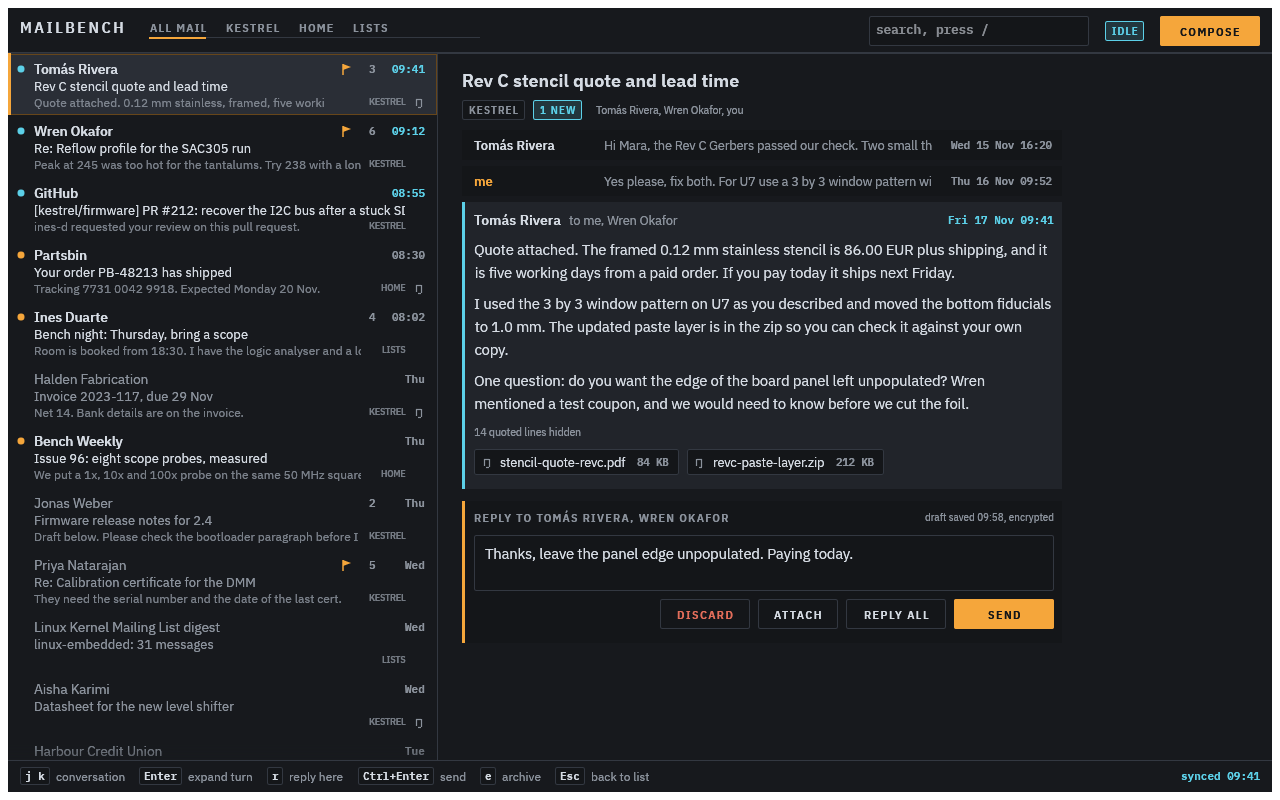 MAILBENCH ALL MAIL KESTREL HOME LISTS search, press / IDLE COMPOSE
Tomás Rivera 3 09:41
Rev C stencil quote and lead time
Quote attached. 0.12 mm stainless, framed, five worki KESTREL
Wren Okafor 6 09:12
Re: Reflow profile for the SAC305 run
Peak at 245 was too hot for the tantalums. Try 238 with a lon KESTREL
GitHub 08:55
[kestrel/firmware] PR #212: recover the I2C bus after a stuck SD
ines-d requested your review on this pull request. KESTREL
Partsbin 08:30
Your order PB-48213 has shipped
Tracking 7731 0042 9918. Expected Monday 20 Nov. HOME
Ines Duarte 4 08:02
Bench night: Thursday, bring a scope
Room is booked from 18:30. I have the logic analyser and a lo LISTS
Halden Fabrication Thu
Invoice 2023-117, due 29 Nov
Net 14. Bank details are on the invoice. KESTREL
Bench Weekly Thu
Issue 96: eight scope probes, measured
We put a 1x, 10x and 100x probe on the same 50 MHz square HOME
Jonas Weber 2 Thu
Firmware release notes for 2.4
Draft below. Please check the bootloader paragraph before I KESTREL
Priya Natarajan 5 Wed
Re: Calibration certificate for the DMM
They need the serial number and the date of the last cert. KESTREL
Linux Kernel Mailing List digest Wed
linux-embedded: 31 messages
LISTS
Aisha Karimi Wed
Datasheet for the new level shifter
KESTREL
Harbour Credit Union Tue
Rev C stencil quote and lead time
KESTREL 1 NEW Tomás Rivera, Wren Okafor, you
Tomás Rivera Hi Mara, the Rev C Gerbers passed our check. Two small th Wed 15 Nov 16:20
me Yes please, fix both. For U7 use a 3 by 3 window pattern wi Thu 16 Nov 09:52
Tomás Rivera to me, Wren Okafor Fri 17 Nov 09:41
Quote attached. The framed 0.12 mm stainless stencil is 86.00 EUR plus shipping, and it
is five working days from a paid order. If you pay today it ships next Friday.
I used the 3 by 3 window pattern on U7 as you described and moved the bottom fiducials
to 1.0 mm. The updated paste layer is in the zip so you can check it against your own
copy.
One question: do you want the edge of the board panel left unpopulated? Wren
mentioned a test coupon, and we would need to know before we cut the foil.
14 quoted lines hidden
stencil-quote-revc.pdf 84 KB revc-paste-layer.zip 212 KB
REPLY TO TOMÁS RIVERA, WREN OKAFOR draft saved 09:58, encrypted
Thanks, leave the panel edge unpopulated. Paying today.
DISCARD ATTACH REPLY ALL SEND
j k conversation Enter expand turn r reply here Ctrl+Enter send e archive Esc back to list synced 09:41